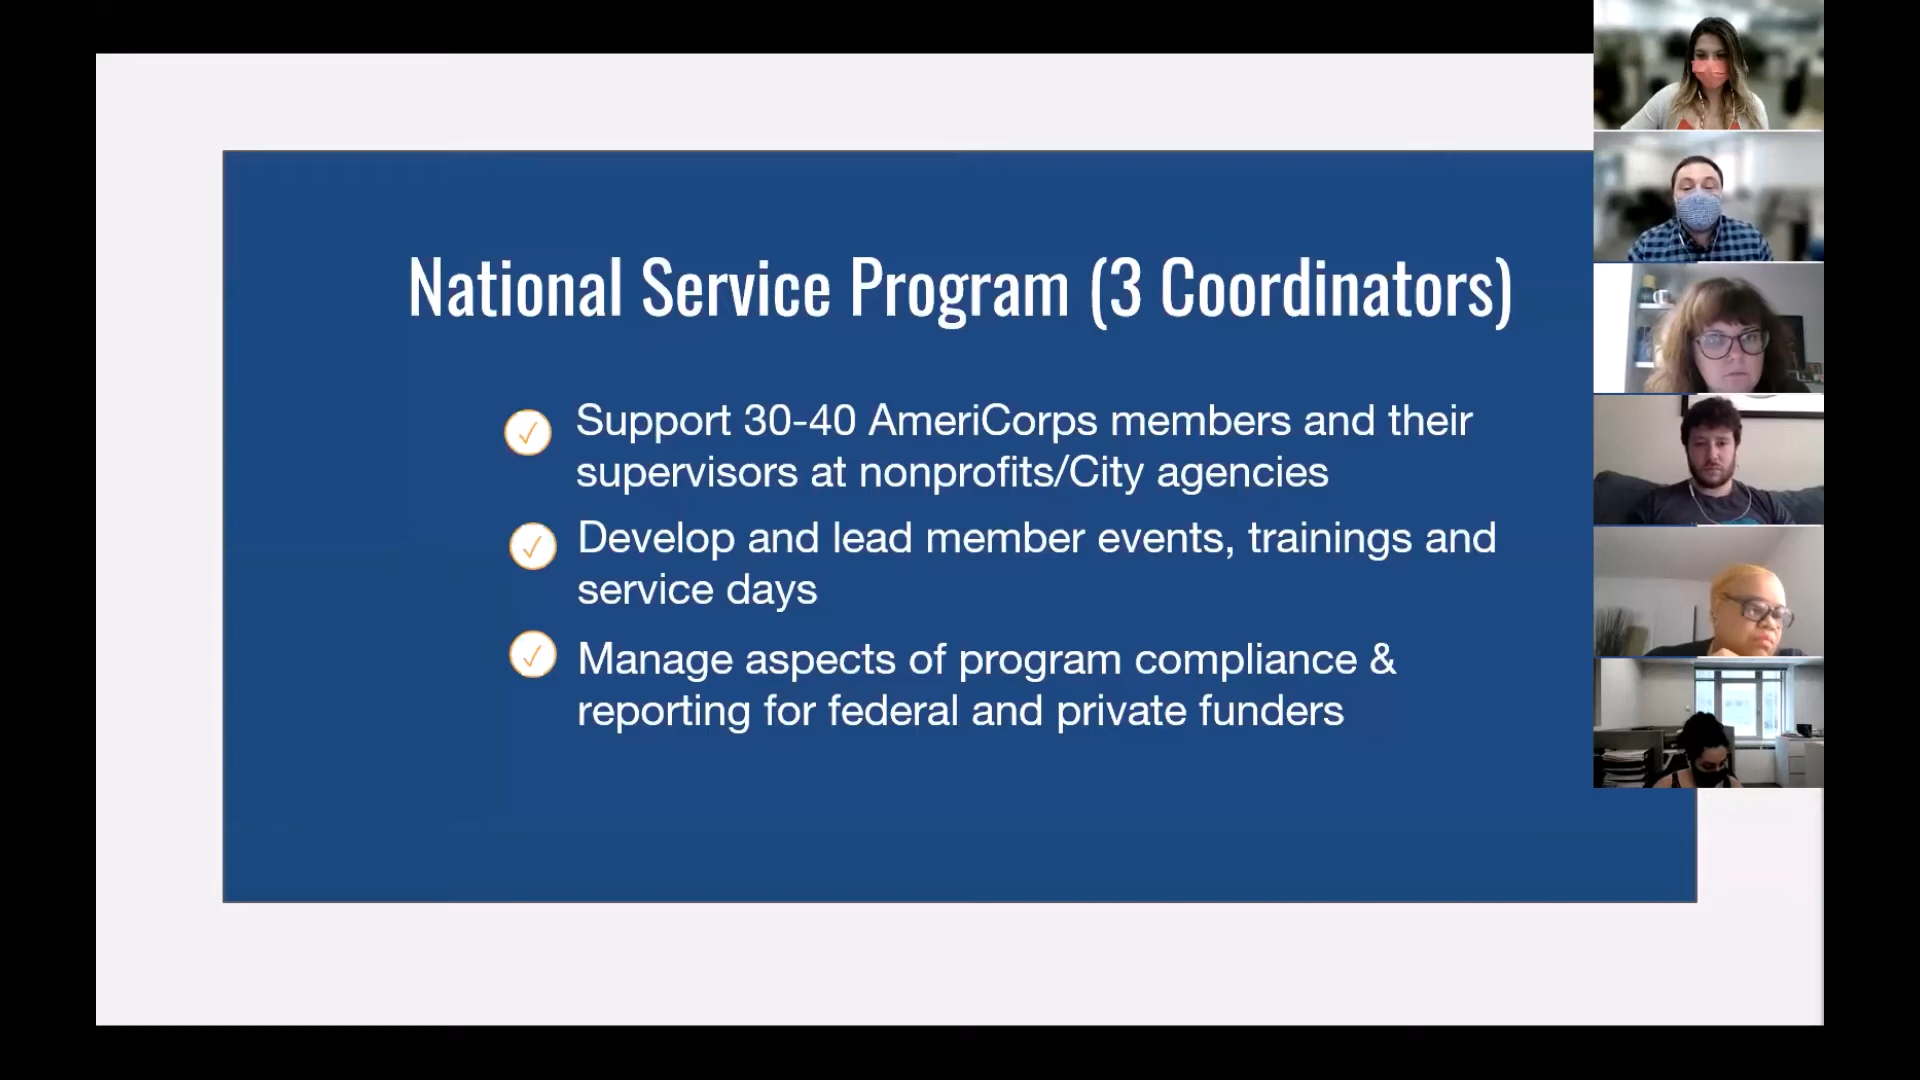 National Service Program (3 Coordinators)
Support 30-40 AmeriCorps members and their
supervisors at nonprofits/City agencies
Develop and lead member events, trainings and
service days
Manage aspects of program compliance &
reporting for federal and private funders